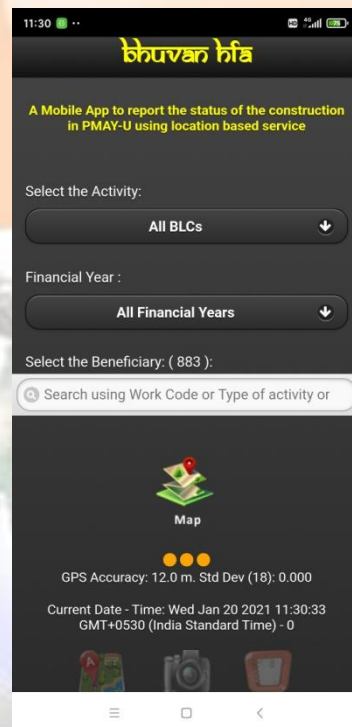 11:30
HD 4G 75
bhuvan hfa
A Mobile App to report the status of the construction
in PMAY-U using location based service
Select the Activity:
All BLCs
Financial Year :
All Financial Years
Select the Beneficiary: ( 883 ):
Search using Work Code or Type of activity or
Map
GPS Accuracy: 12.0 m. Std Dev (18): 0.000
Current Date - Time: Wed Jan 20 2021 11:30:33
GMT+0530 (India Standard Time) - 0
A